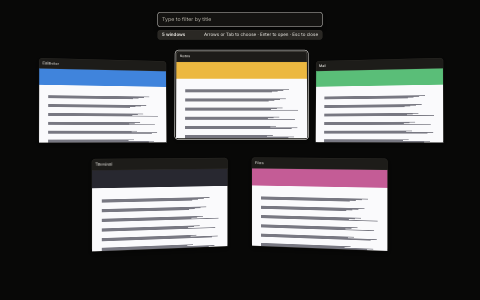 Type to filter by title
5 windows
Arrows or Tab to choose · Enter to open · Esc to close
Calendar
Notes
Mail
Terminal
Files